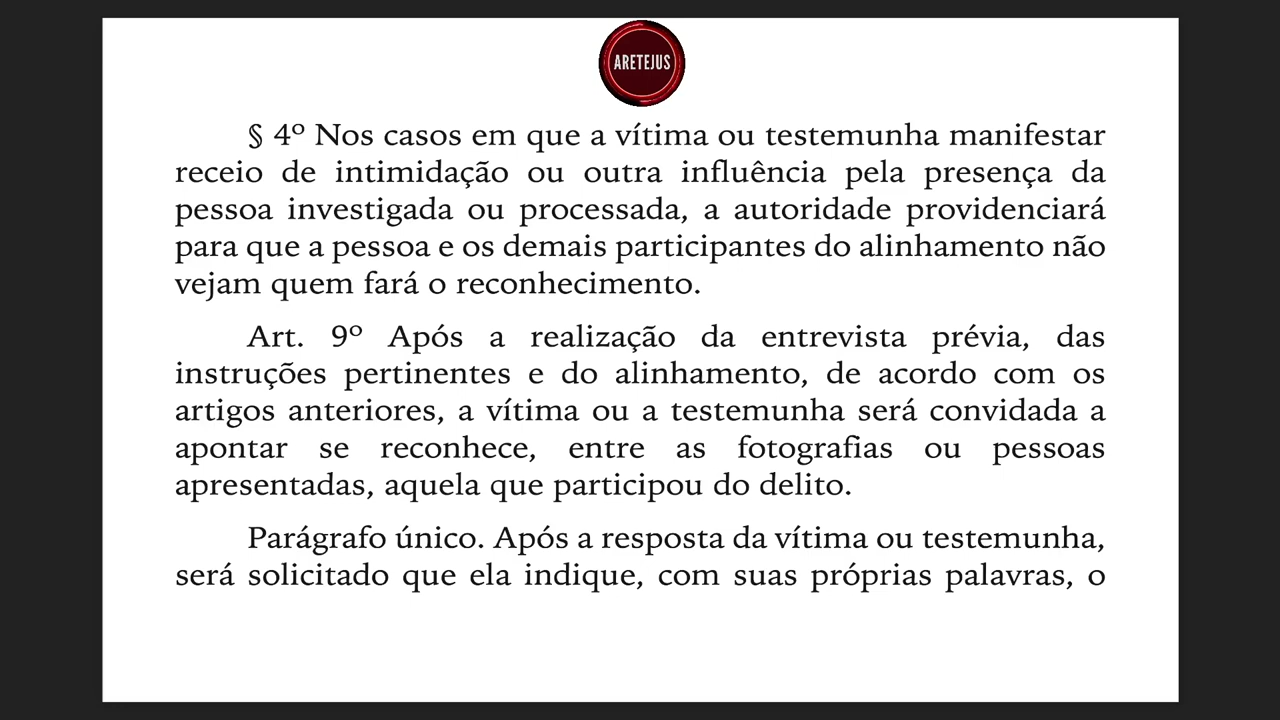 ARETEJUS
§ 4º Nos casos em que a vítima ou testemunha manifestar
receio de intimidação ou outra influência pela presença da
pessoa investigada ou processada, a autoridade providenciará
para que a pessoa e os demais participantes do alinhamento não
vejam quem fará o reconhecimento.
Art. 9º Após a realização da entrevista prévia, das
instruções pertinentes e do alinhamento, de acordo com os
artigos anteriores, a vítima ou a testemunha será convidada a
apontar se reconhece, entre as fotografias ou pessoas
apresentadas, aquela que participou do delito.
Parágrafo único. Após a resposta da vítima ou testemunha,
será solicitado que ela indique, com suas próprias palavras, o